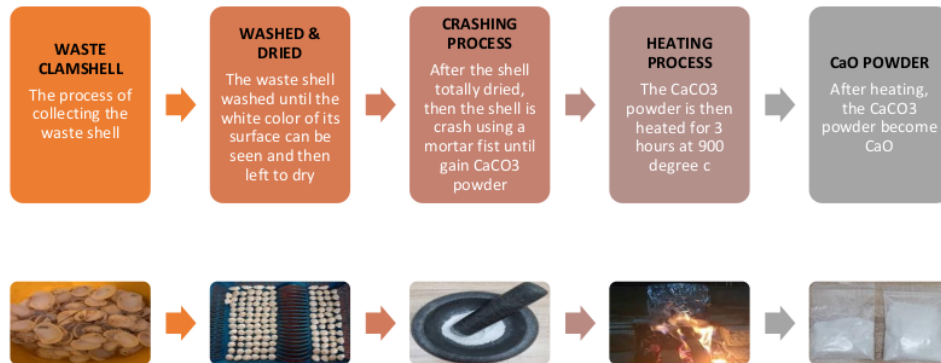 WASTE
CLAMSHELL
The process of
collecting the
waste shell
WASHED &
DRIED
The waste shell
washed until the
white color of its
surface can be
seen and then
left to dry
CRASHING
PROCESS
After the shell
totally dried,
then the shell is
crash using a
mortar fist until
gain CaCO3
powder
HEATING
PROCESS
The CaCO3
powder is then
heated for 3
hours at 900
degree c
CaO POWDER
After heating,
the CaCO3
powder become
CaO